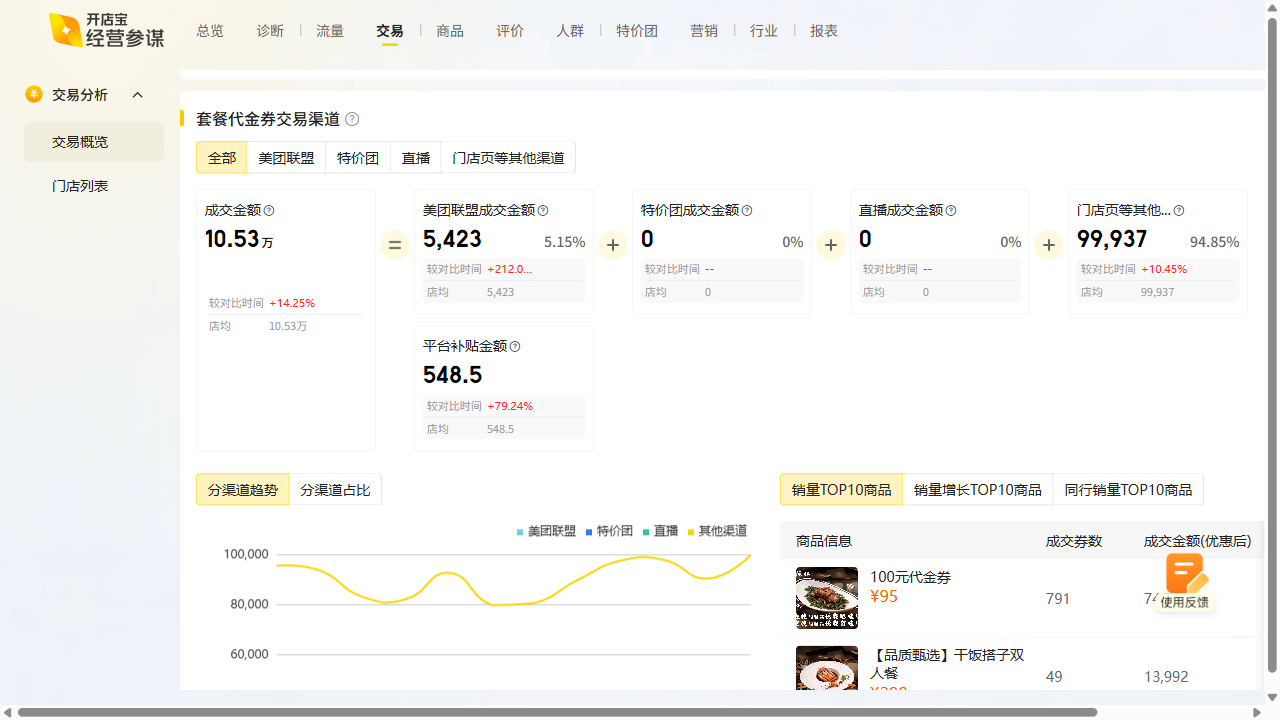 开店宝
经营参谋
总览 诊断 流量 交易 商品 评价 人群 特价团 营销 行业 报表
交易分析
交易概览
门店列表
套餐代金券交易渠道
全部 美团联盟 特价团 直播 门店页等其他渠道
成交金额
10.53万
较对比时间 +14.25%
店均 10.53万
=
美团联盟成交金额
5,423 5.15%
较对比时间 +212.0...
店均 5,423
+
特价团成交金额
0 0%
较对比时间 --
店均 0
+
直播成交金额
0 0%
较对比时间 --
店均 0
+
门店页等其他...
99,937 94.85%
较对比时间 +10.45%
店均 99,937
平台补贴金额
548.5
较对比时间 +79.24%
店均 548.5
分渠道趋势 分渠道占比
美团联盟 特价团 直播 其他渠道
100,000
80,000
60,000
销量TOP10商品 销量增长TOP10商品 同行销量TOP10商品
商品信息 成交券数 成交金额(优惠后)
100元代金券
¥95
791
使用反馈
【品质甄选】干饭搭子双
人餐
49 13,992